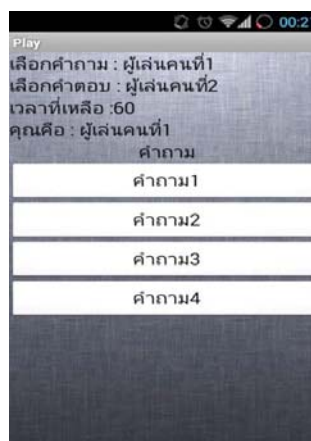 00:2
Play
เลือกคำถาม : ผู้เล่นคนที่1
เลือกคำตอบ : ผู้เล่นคนที่2
เวลาที่เหลือ :60
คุณคือ : ผู้เล่นคนที่1
คำถาม
คำถาม1
คำถาม2
คำถาม3
คำถาม4